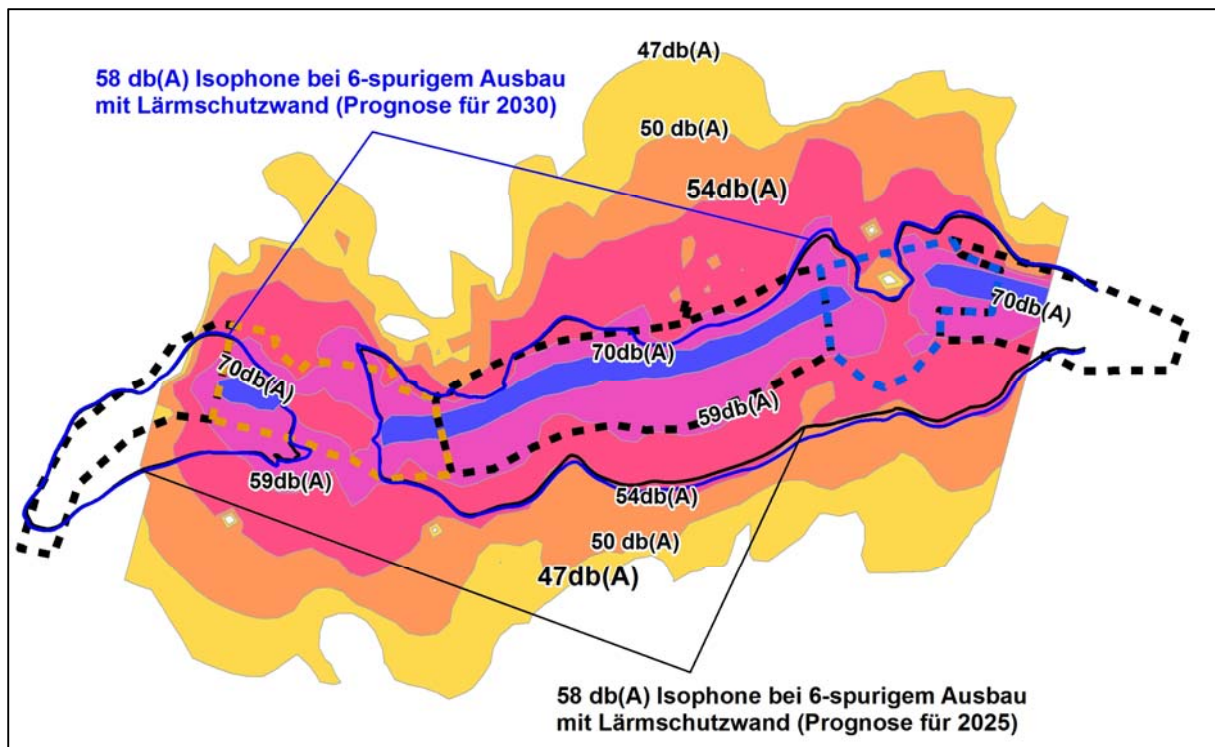 47db(A)
58 db(A) Isophone bei 6-spurigem Ausbau
mit Lärmschutzwand (Prognose für 2030)
50 db(A)
54db(A)
70db(A)
70db(A)
70db(A)
59db(A)
59db(A)
54db(A)
50 db(A)
47db(A)
58 db(A) Isophone bei 6-spurigem Ausbau
mit Lärmschutzwand (Prognose für 2025)